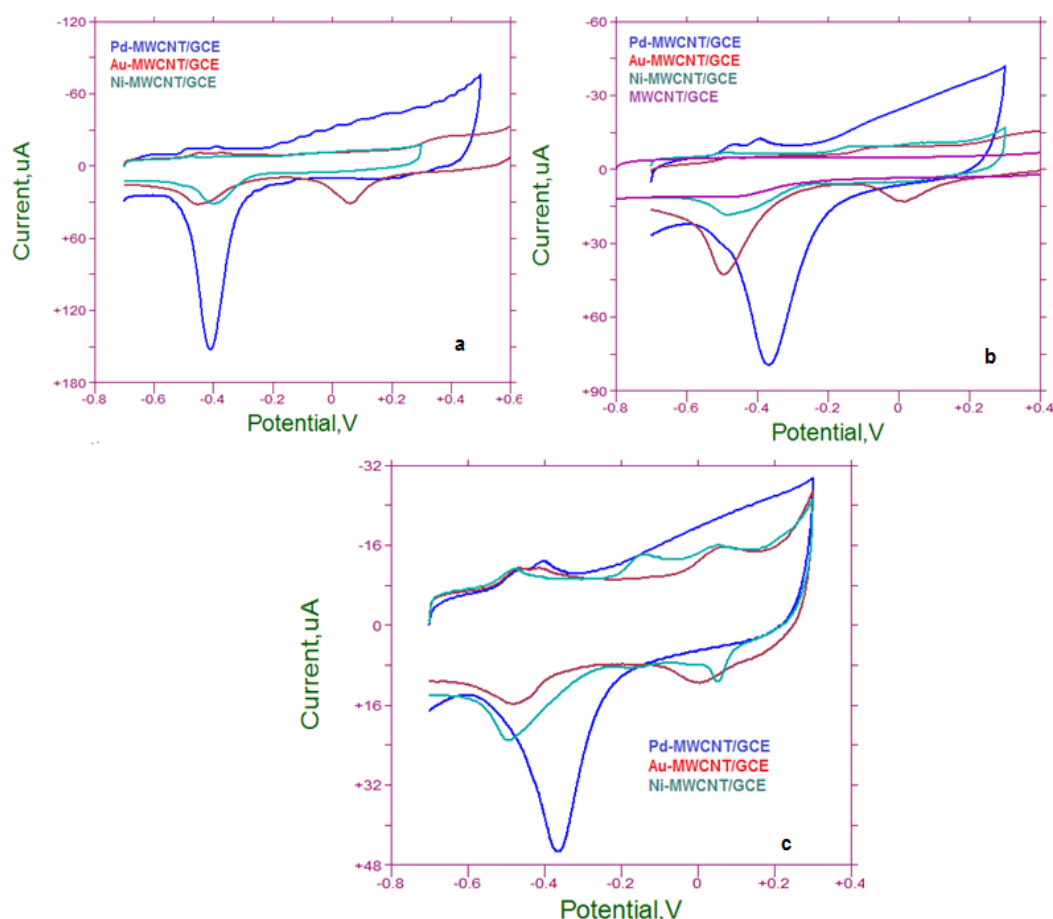 -120
-60
0
+60
+120
+180
Current,uA
Pd-MWCNT/GCE
Au-MWCNT/GCE
Ni-MWCNT/GCE
a
-0.8 -0.6 -0.4 -0.2 0 +0.2 +0.4 +0.6
Potential,V
-60
-30
0
+30
+60
+90
Current,uA
Pd-MWCNT/GCE
Au-MWCNT/GCE
Ni-MWCNT/GCE
MWCNT/GCE
b
-0.8 -0.6 -0.4 -0.2 0 +0.2 +0.4
Potential,V
-32
-16
0
+16
+32
+48
Current,uA
Pd-MWCNT/GCE
Au-MWCNT/GCE
Ni-MWCNT/GCE
c
-0.8 -0.6 -0.4 -0.2 0 +0.2 +0.4
Potential,V